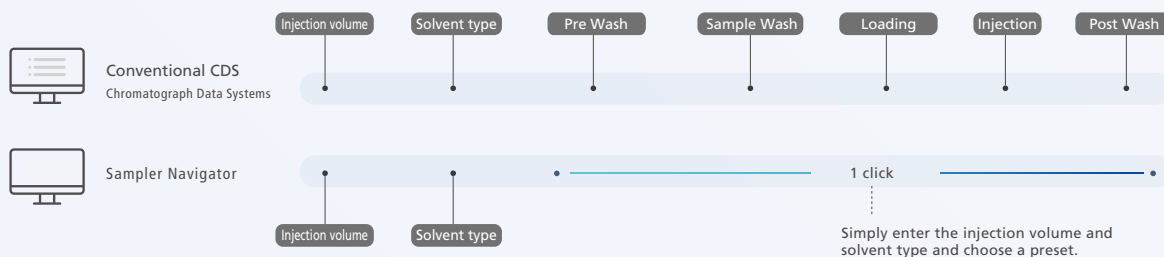 Injection volume
Solvent type
Pre Wash
Sample Wash
Loading
Injection
Post Wash
Conventional CDS
Chromatograph Data Systems
Sampler Navigator
1 click
Injection volume
Solvent type
Simply enter the injection volume and
solvent type and choose a preset.